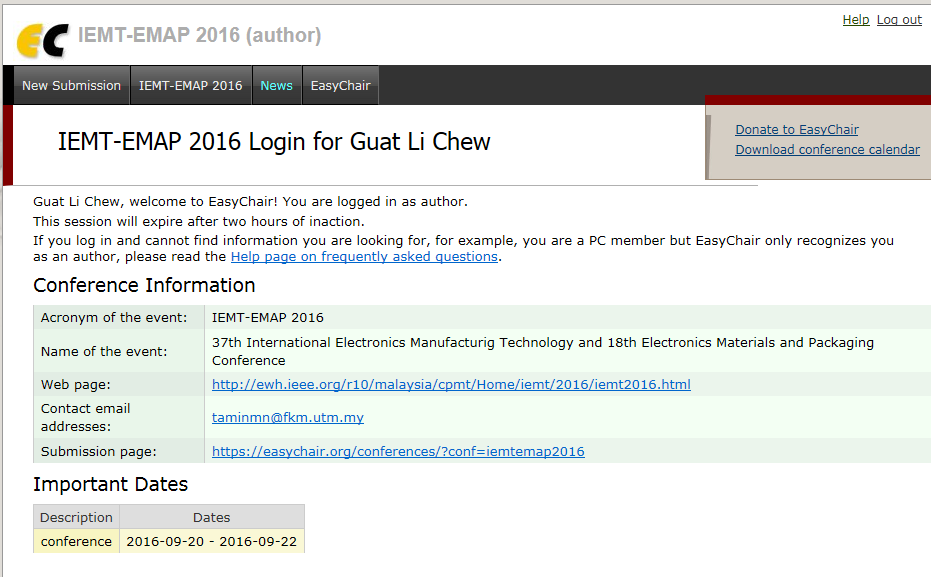 EC IEMT-EMAP 2016 (author)
Help Log out
New Submission IEMT-EMAP 2016 News EasyChair
IEMT-EMAP 2016 Login for Guat Li Chew
Donate to EasyChair
Download conference calendar
Guat Li Chew, welcome to EasyChair! You are logged in as author.
This session will expire after two hours of inaction.
If you log in and cannot find information you are looking for, for example, you are a PC member but EasyChair only recognizes you
as an author, please read the Help page on frequently asked questions.
Conference Information
Acronym of the event: IEMT-EMAP 2016
Name of the event: 37th International Electronics Manufacturig Technology and 18th Electronics Materials and Packaging
Conference
Web page: http://ewh.ieee.org/r10/malaysia/cpmt/Home/iemt/2016/iemt2016.html
Contact email
addresses: taminmn@fkm.utm.my
Submission page: https://easychair.org/conferences/?conf=iemtemap2016
Important Dates
Description Dates
conference 2016-09-20 - 2016-09-22